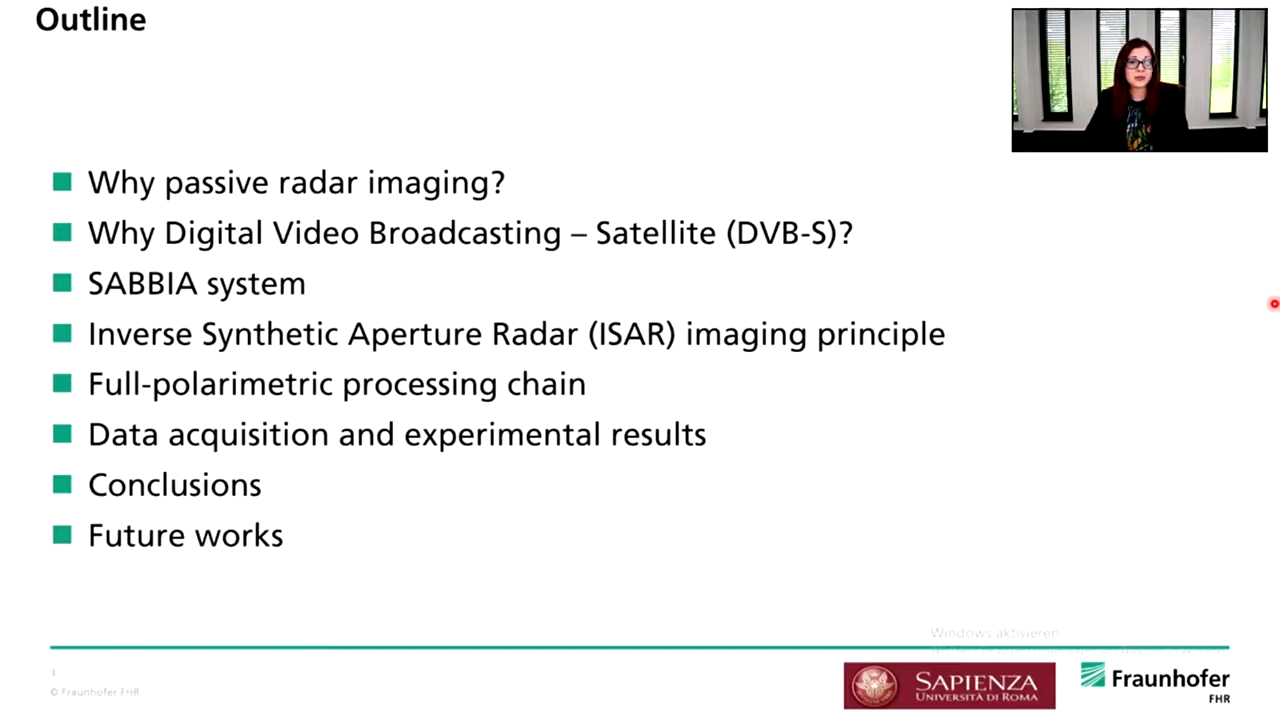 Outline
Why passive radar imaging?
Why Digital Video Broadcasting – Satellite (DVB-S)?
SABBIA system
Inverse Synthetic Aperture Radar (ISAR) imaging principle
Full-polarimetric processing chain
Data acquisition and experimental results
Conclusions
Future works
Windows aktivieren
3
© Fraunhofer FHR
SAPIENZA
UNIVERSITÀ DI ROMA
Fraunhofer
FHR